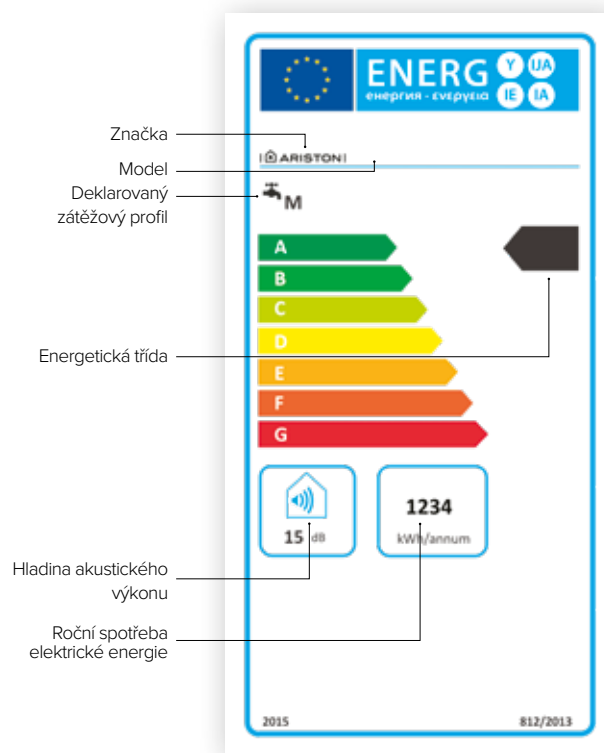 ENERG Y IJA
енергия - ενεργεια IE IA
Značka
ARISTON
Model
Deklarovaný
zátěžový profil
M
A
B
C
D
Energetická třída
E
F
G
1234
15 dB
kWh/annum
Hladina akustického
výkonu
Roční spotřeba
elektrické energie
2015
812/2013